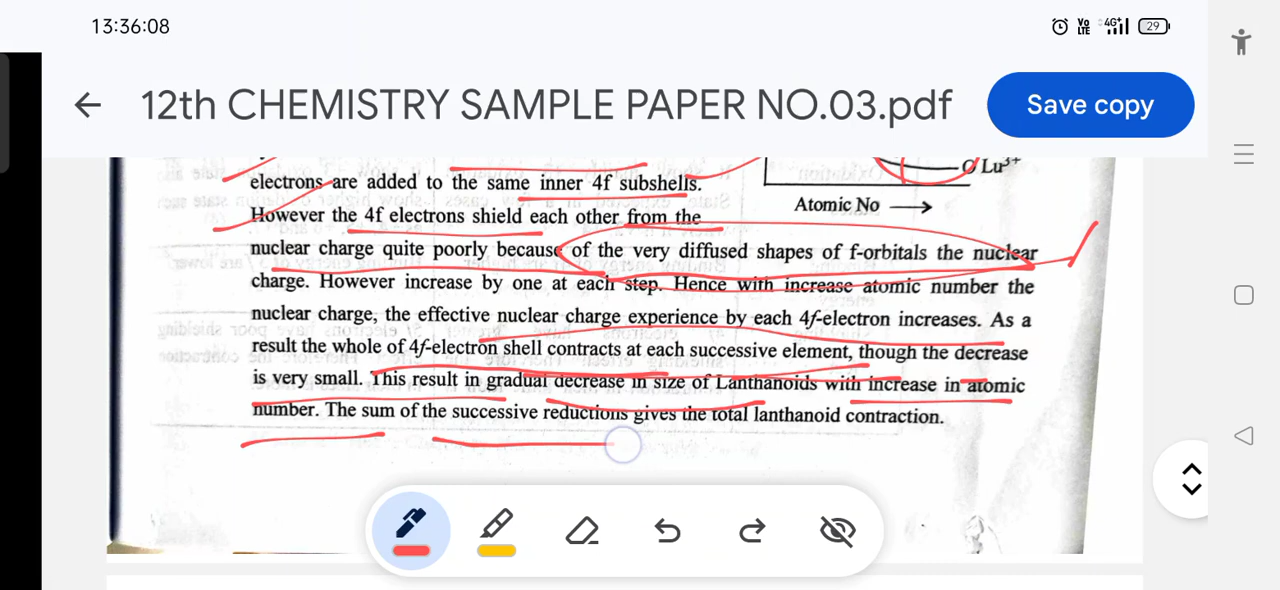 13:36:08
Vo LTE 4G+ 29
12th CHEMISTRY SAMPLE PAPER NO.03.pdf
Save copy
O Lu3+
electrons are added to the same inner 4f subshells.
Atomic No
However the 4f electrons shield each other from the
nuclear charge quite poorly because of the very diffused shapes of f-orbitals the nuclear
charge. However increase by one at each step. Hence with increase atomic number the
nuclear charge, the effective nuclear charge experience by each 4f-electron increases. As a
result the whole of 4f-electron shell contracts at each successive element, though the decrease
is very small. This result in gradual decrease in size of Lanthanoids with increase in atomic
number. The sum of the successive reductions gives the total lanthanoid contraction.